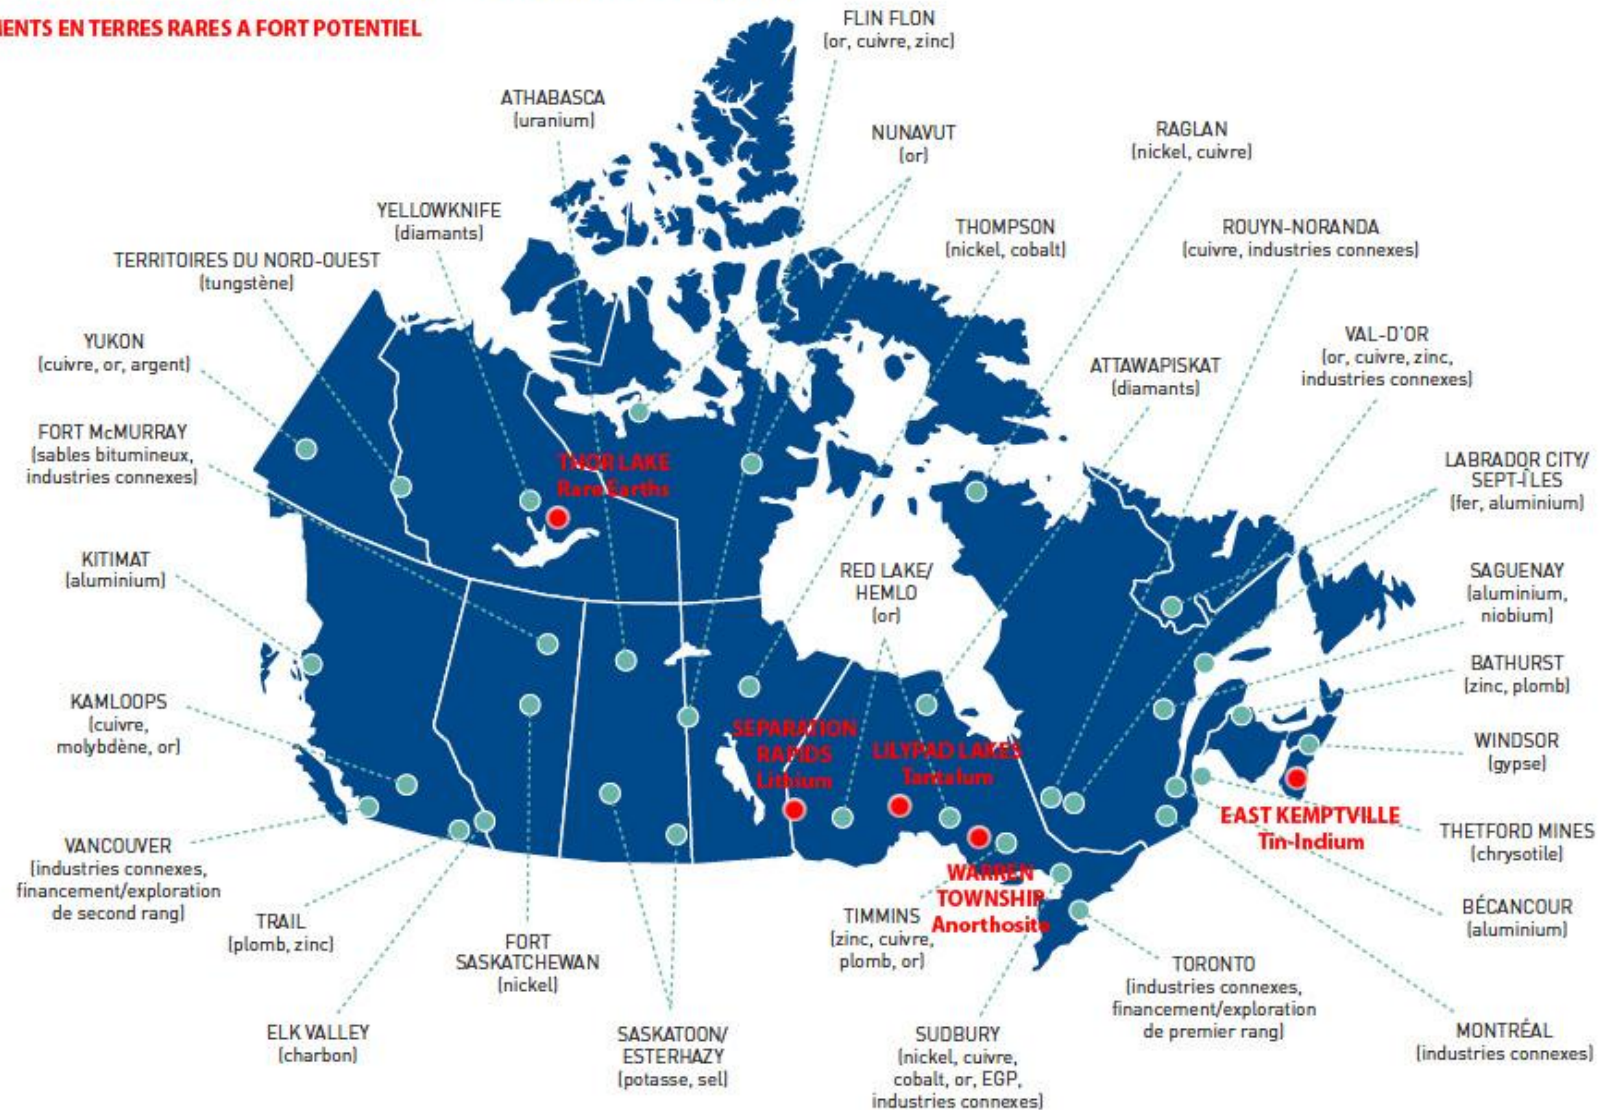 MENTS EN TERRES RARES A FORT POTENTIEL
FLIN FLON
(or, cuivre, zinc)
ATHABASCA
(uranium)
NUNAVUT
(or)
RAGLAN
(nickel, cuivre)
YELLOWKNIFE
(diamants)
THOMPSON
(nickel, cobalt)
ROUYN-NORANDA
(cuivre, industries connexes)
TERRITOIRES DU NORD-OUEST
(tungstène)
YUKON
(cuivre, or, argent)
VAL-D'OR
(or, cuivre, zinc,
industries connexes)
ATTAWAPISKAT
(diamants)
FORT McMURRAY
(sables bitumineux,
industries connexes)
THOR LAKE
Rare Earths
LABRADOR CITY/
SEPT-ÎLES
(fer, aluminium)
KITIMAT
(aluminium)
RED LAKE/
HEMLO
(or)
SAGUENAY
(aluminium,
niobium)
BATHURST
(zinc, plomb)
KAMLOOPS
(cuivre,
molybdène, or)
SEPARATION
RAPIDS
Lithium
LILYPAD LAKES
Tantalum
WINDSOR
(gypse)
EAST KEMPTVILLE
Tin-Indium
THETFORD MINES
(chrysotile)
VANCOUVER
(industries connexes,
financement/exploration
de second rang)
WARREN
TOWNSHIP
Anorthosite
BÉCANCOUR
(aluminium)
TRAIL
(plomb, zinc)
TIMMINS
(zinc, cuivre,
plomb, or)
FORT
SASKATCHEWAN
(nickel)
TORONTO
(industries connexes,
financement/exploration
de premier rang)
ELK VALLEY
(charbon)
SASKATOON/
ESTERHAZY
(potasse, sel)
SUDBURY
(nickel, cuivre,
cobalt, or, EGP,
industries connexes)
MONTRÉAL
(industries connexes)